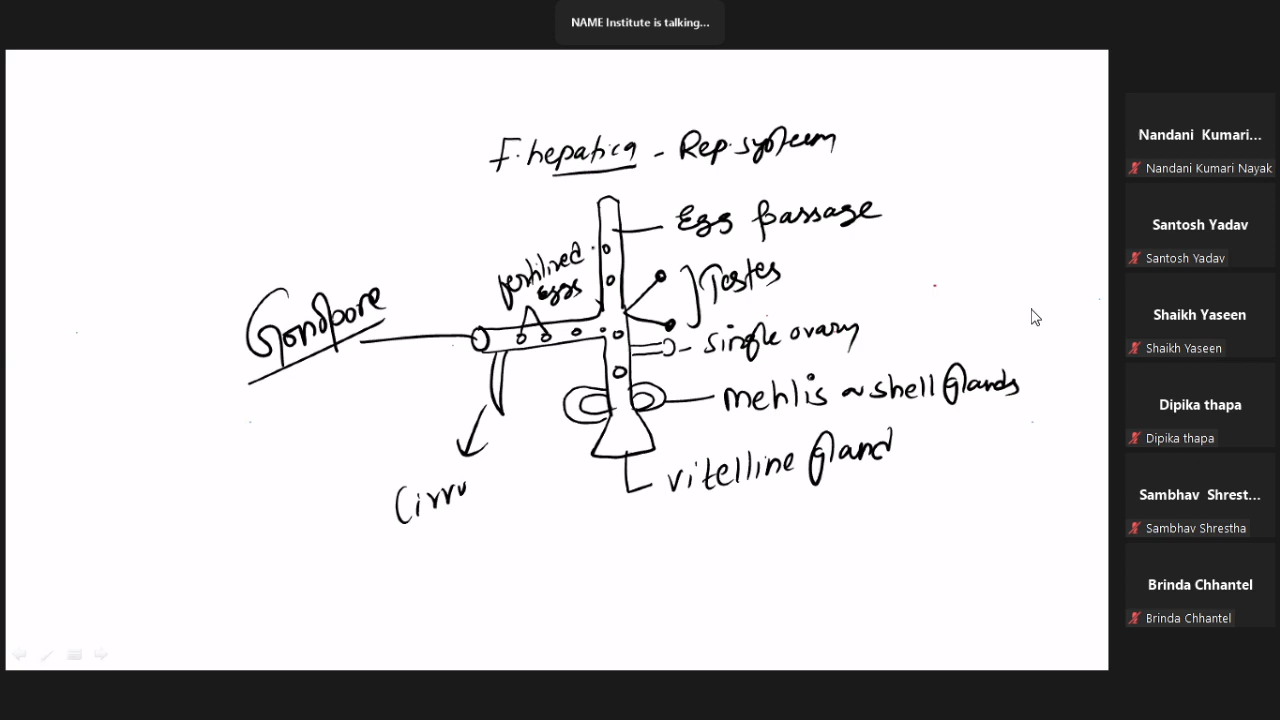 NAME Institute is talking...
F. hepatica - Rep. system
Egg passage
fertilized
eggs
Testes
Gonopore
single ovary
mehlis ~ shell glands
vitelline gland
Cirru
Nandani Kumari...
Nandani Kumari Nayak
Santosh Yadav
Santosh Yadav
Shaikh Yaseen
Shaikh Yaseen
Dipika thapa
Dipika thapa
Sambhav Shrest...
Sambhav Shrestha
Brinda Chhantel
Brinda Chhantel